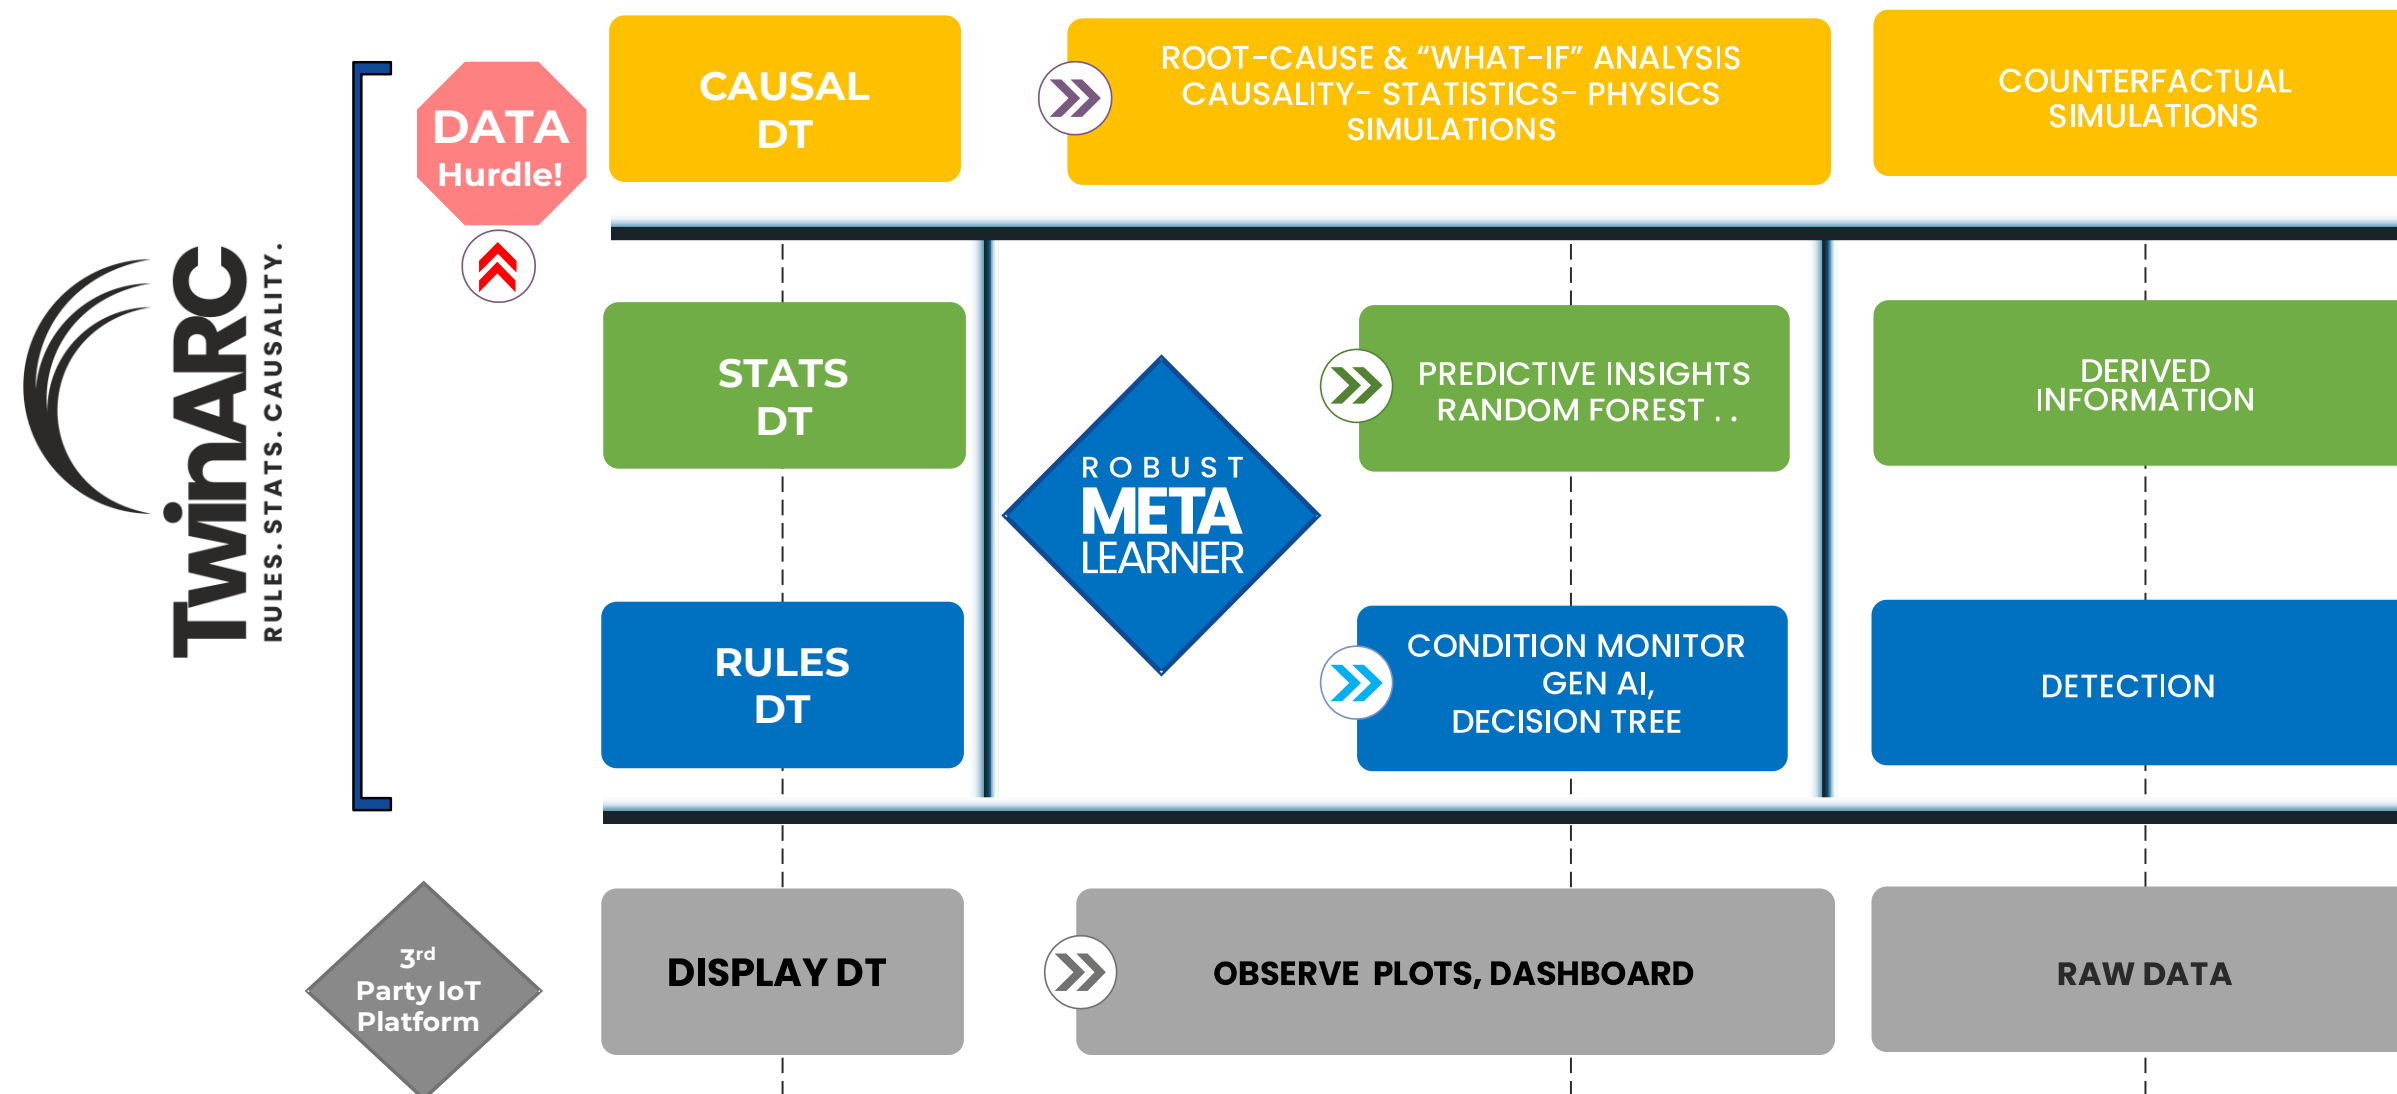 TwinARC
RULES. STATS. CAUSALITY.
DATA
Hurdle!
CAUSAL
DT
ROOT-CAUSE & “WHAT-IF” ANALYSIS
CAUSALITY- STATISTICS- PHYSICS
SIMULATIONS
COUNTERFACTUAL
SIMULATIONS
STATS
DT
ROBUST
META
LEARNER
PREDICTIVE INSIGHTS
RANDOM FOREST . .
DERIVED
INFORMATION
RULES
DT
CONDITION MONITOR
GEN AI,
DECISION TREE
DETECTION
3rd
Party IoT
Platform
DISPLAY DT
OBSERVE PLOTS, DASHBOARD
RAW DATA